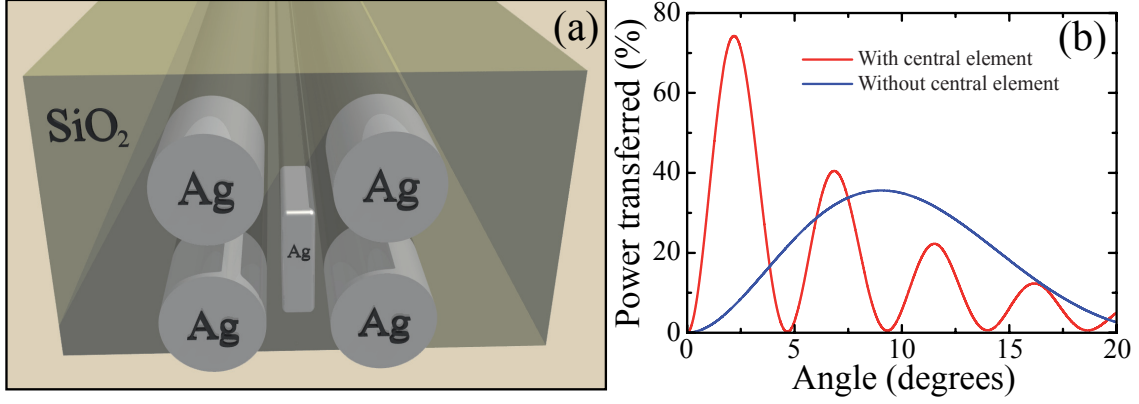 (a)
SiO₂
Ag
Ag
Ag
Ag
Ag
(b)
Power transferred (%)
80
60
40
20
0
With central element
Without central element
0
5
10
15
20
Angle (degrees)